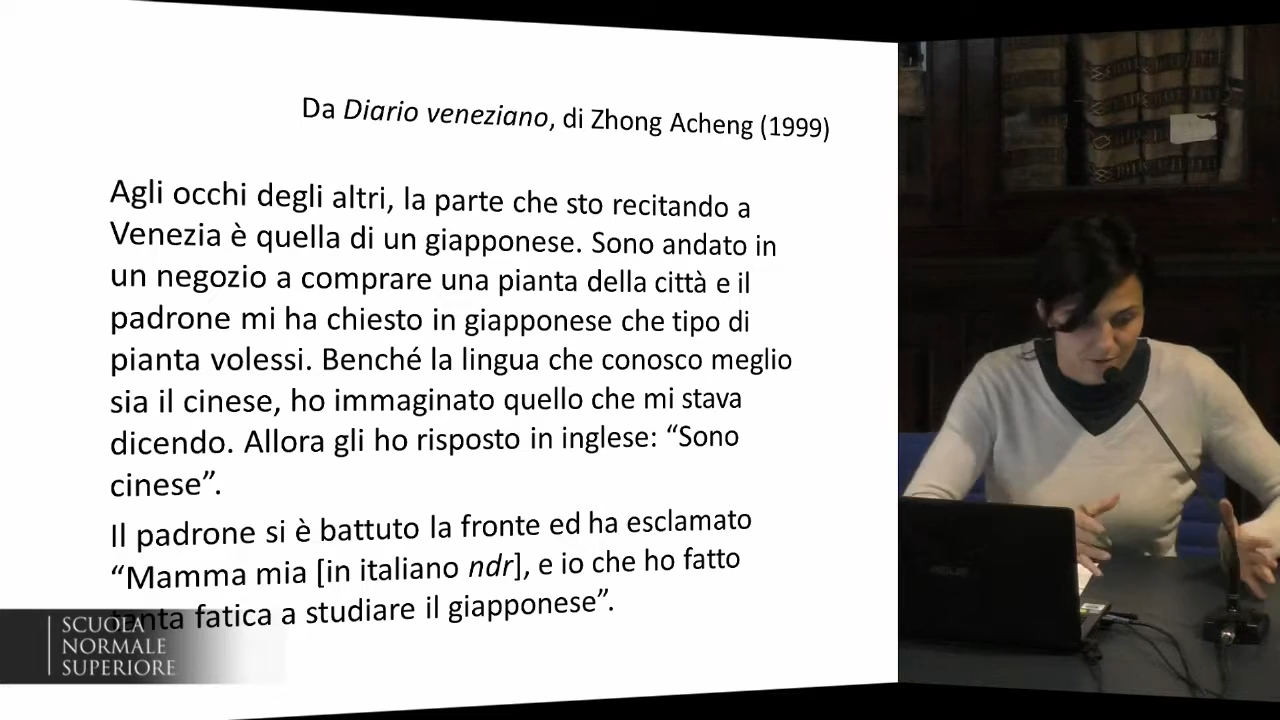 Da Diario veneziano, di Zhong Acheng (1999)
Agli occhi degli altri, la parte che sto recitando a
Venezia è quella di un giapponese. Sono andato in
un negozio a comprare una pianta della città e il
padrone mi ha chiesto in giapponese che tipo di
pianta volessi. Benché la lingua che conosco meglio
sia il cinese, ho immaginato quello che mi stava
dicendo. Allora gli ho risposto in inglese: “Sono
cinese”.
Il padrone si è battuto la fronte ed ha esclamato
“Mamma mia [in italiano ndr], e io che ho fatto
tanta fatica a studiare il giapponese”.
SCUOLA
NORMALE
SUPERIORE